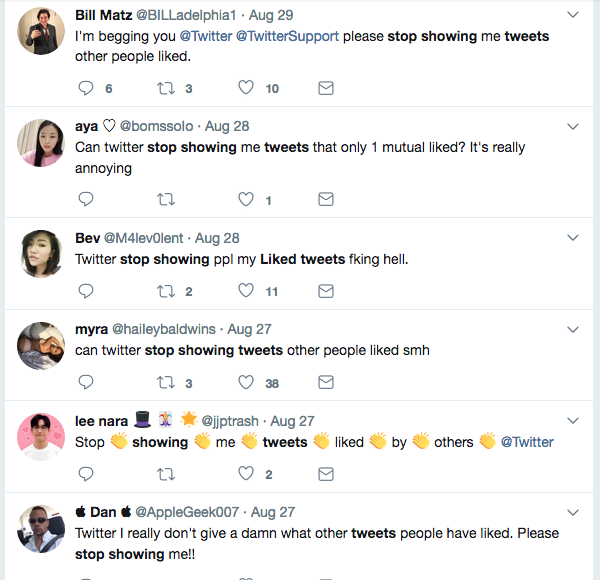 Bill Matz @BILLadelphia1 · Aug 29
I'm begging you @Twitter @TwitterSupport please stop showing me tweets
other people liked.
6 3 10
aya ♡ @bomssolo · Aug 28
Can twitter stop showing me tweets that only 1 mutual liked? It's really
annoying
1
Bev @M4lev0lent · Aug 28
Twitter stop showing ppl my Liked tweets fking hell.
2 11
myra @haileybaldwins · Aug 27
can twitter stop showing tweets other people liked smh
3 38
lee nara 🎩 🃏 🌟 @jjptrash · Aug 27
Stop 👏 showing 👏 me 👏 tweets 👏 liked 👏 by 👏 others 👏 @Twitter
2
 Dan  @AppleGeek007 · Aug 27
Twitter I really don't give a damn what other tweets people have liked. Please
stop showing me!!